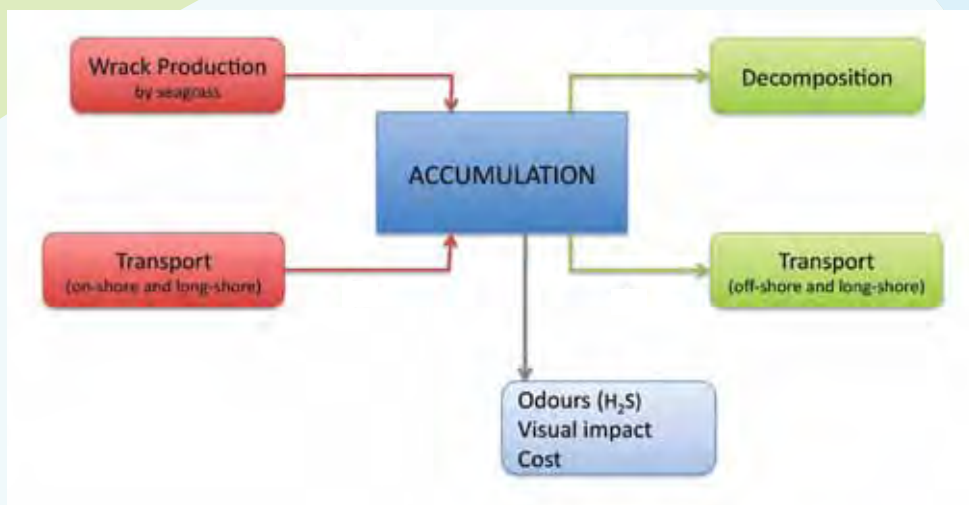 Wrack Production
by seagrass
Decomposition
ACCUMULATION
Transport
(on-shore and long-shore)
Transport
(off-shore and long-shore)
Odours (H₂S)
Visual impact
Cost